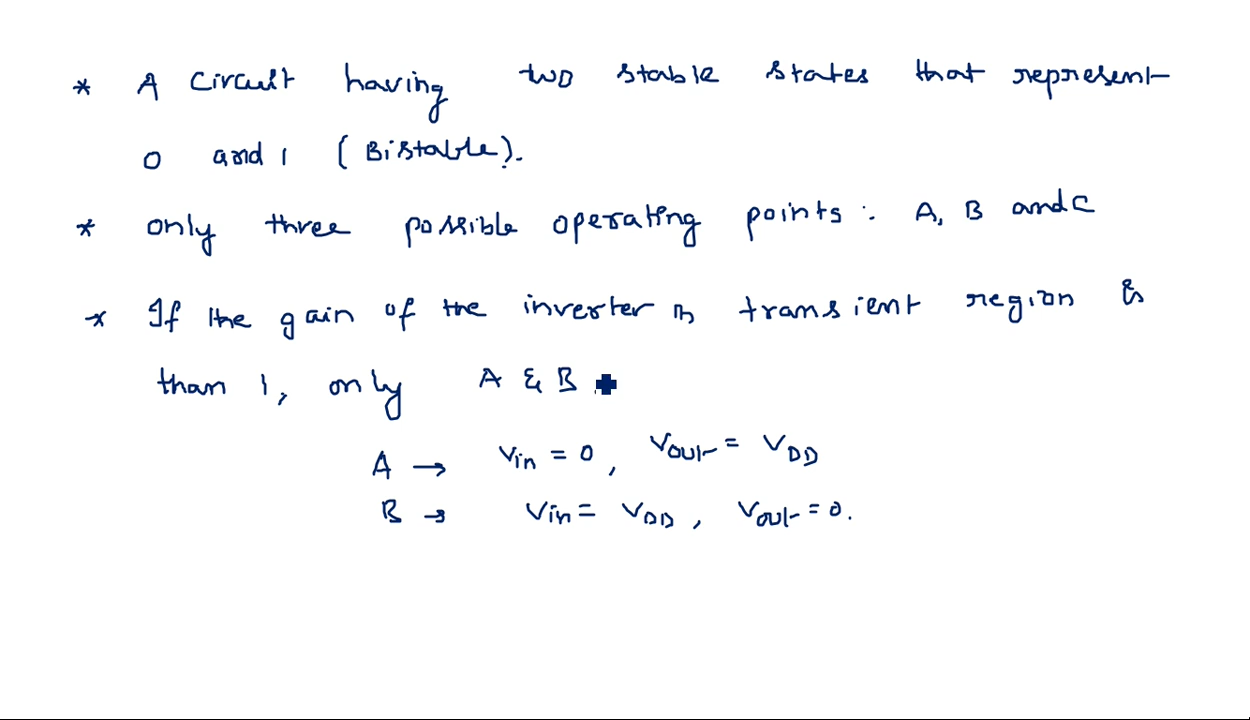 * A circuit having two stable states that represent
0 and 1 (Bistable).
* only three possible operating points : A, B and C
* If the gain of the inverter in transient region is
than 1, only A & B
A → Vin = 0, Vout = VDD
B → Vin = VDD, Vout = 0.